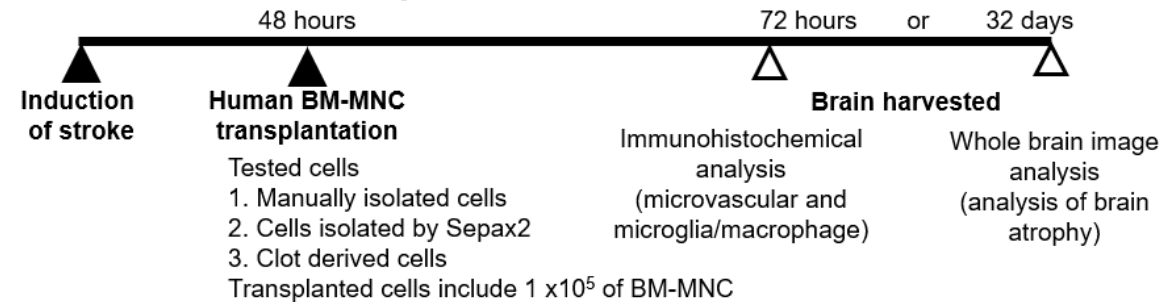 48 hours
72 hours or 32 days
Induction
of stroke
Human BM-MNC
transplantation
Tested cells
1. Manually isolated cells
2. Cells isolated by Sepax2
3. Clot derived cells
Transplanted cells include 1 x10⁵ of BM-MNC
Brain harvested
Immunohistochemical
analysis
(microvascular and
microglia/macrophage)
Whole brain image
analysis
(analysis of brain
atrophy)